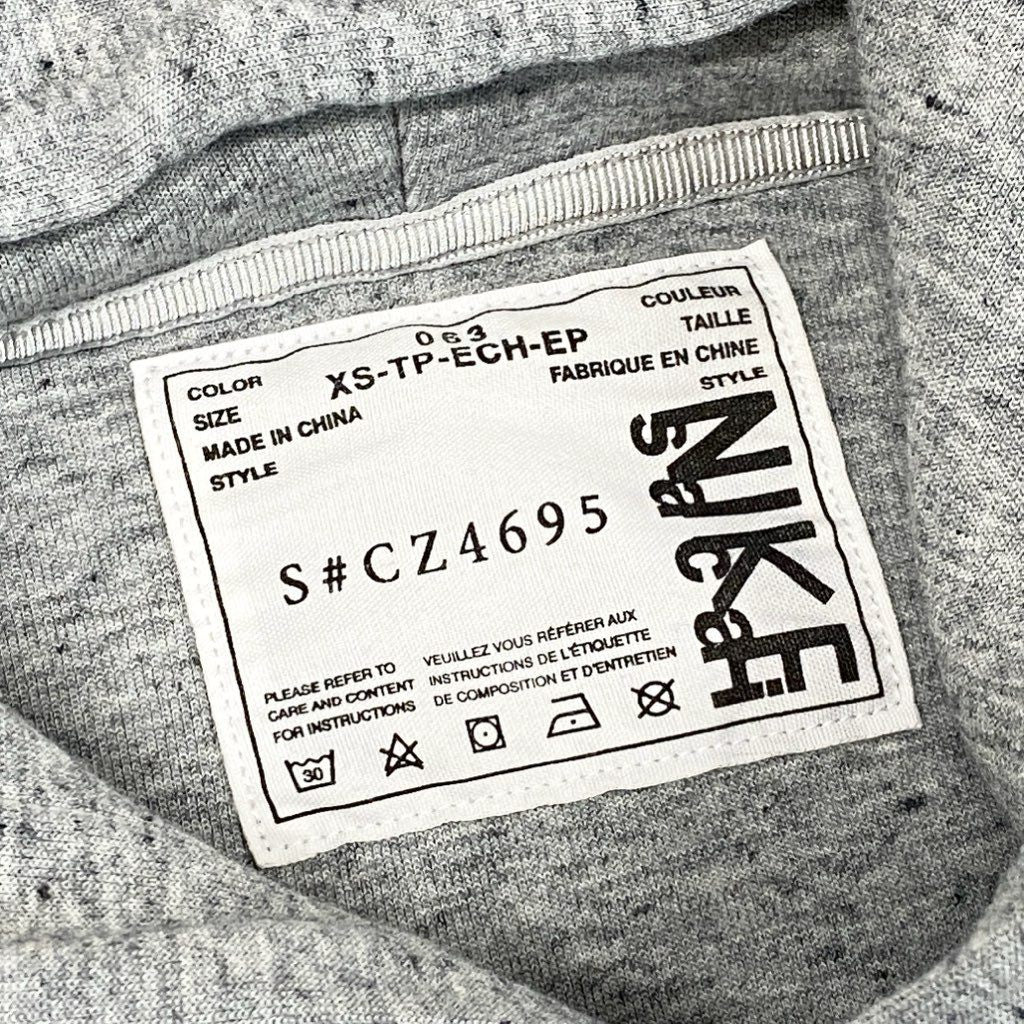 063
COLOR
COULEUR
XS-TP-ECH-EP
SIZE
TAILLE
MADE IN CHINA
FABRIQUE EN CHINE
STYLE
STYLE
NIKE
sacai
S#CZ4695
PLEASE REFER TO
CARE AND CONTENT
FOR INSTRUCTIONS
VEUILLEZ VOUS RÉFÉRER AUX
INSTRUCTIONS DE L'ÉTIQUETTE
DE COMPOSITION ET D'ENTRETIEN
30